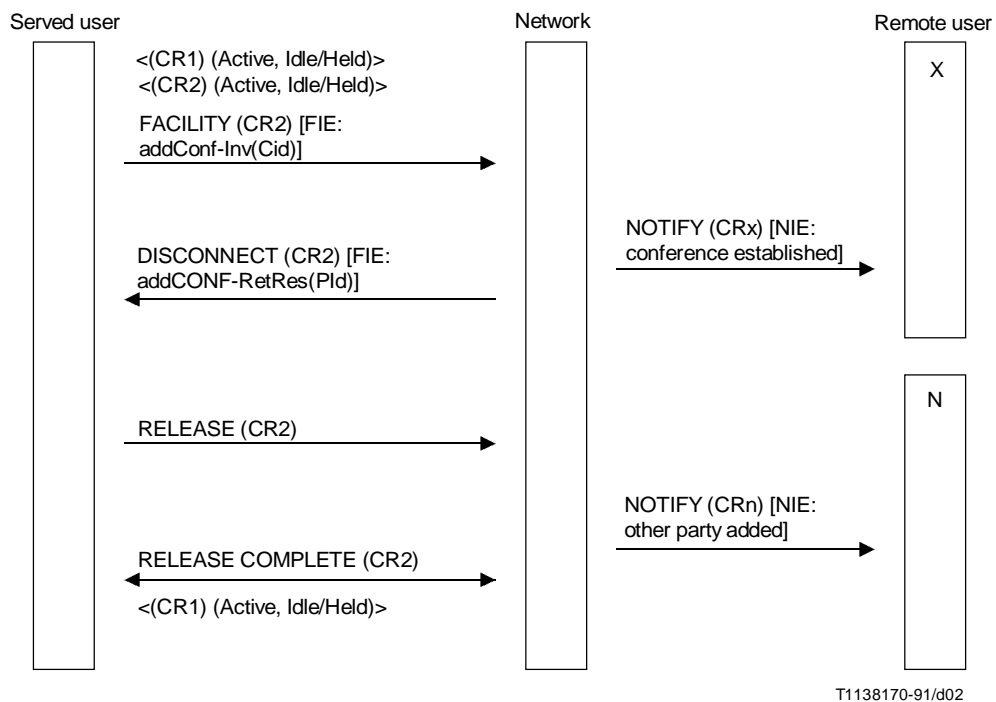 Served user
Network
Remote user
<(CR1) (Active, Idle/Held)>
<(CR2) (Active, Idle/Held)>
X
FACILITY (CR2) [FIE:
addConf-Inv(Cid)]
NOTIFY (CRx) [NIE:
conference established]
DISCONNECT (CR2) [FIE:
addCONF-RetRes(PId)]
N
RELEASE (CR2)
NOTIFY (CRn) [NIE:
other party added]
RELEASE COMPLETE (CR2)
<(CR1) (Active, Idle/Held)>
T1138170-91/d02